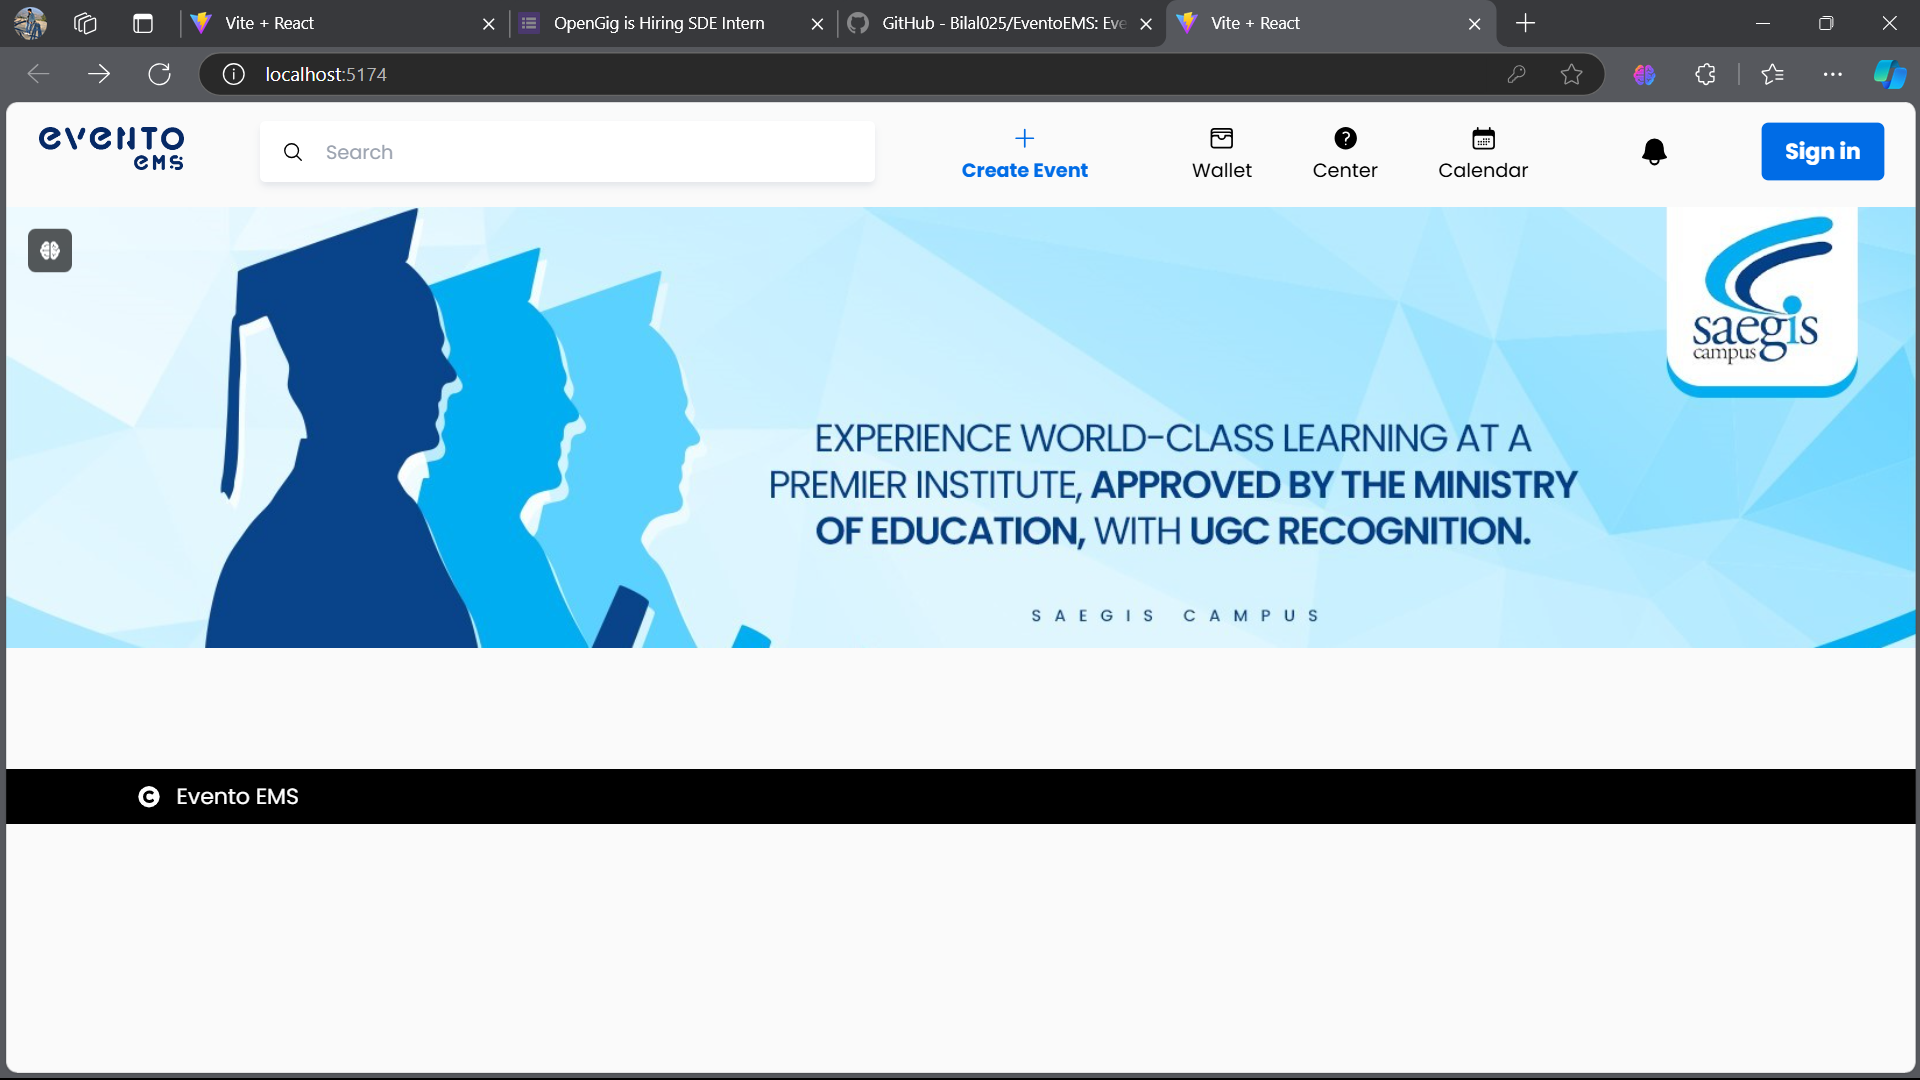 Vite + React
OpenGig is Hiring SDE Intern
GitHub - Bilal025/EventoEMS: Eve
Vite + React
localhost:5174
evento
ems
Search
Create Event
Wallet
Center
Calendar
Sign in
saegis
campus
EXPERIENCE WORLD-CLASS LEARNING AT A
PREMIER INSTITUTE, APPROVED BY THE MINISTRY
OF EDUCATION, WITH UGC RECOGNITION.
SAEGIS CAMPUS
Evento EMS